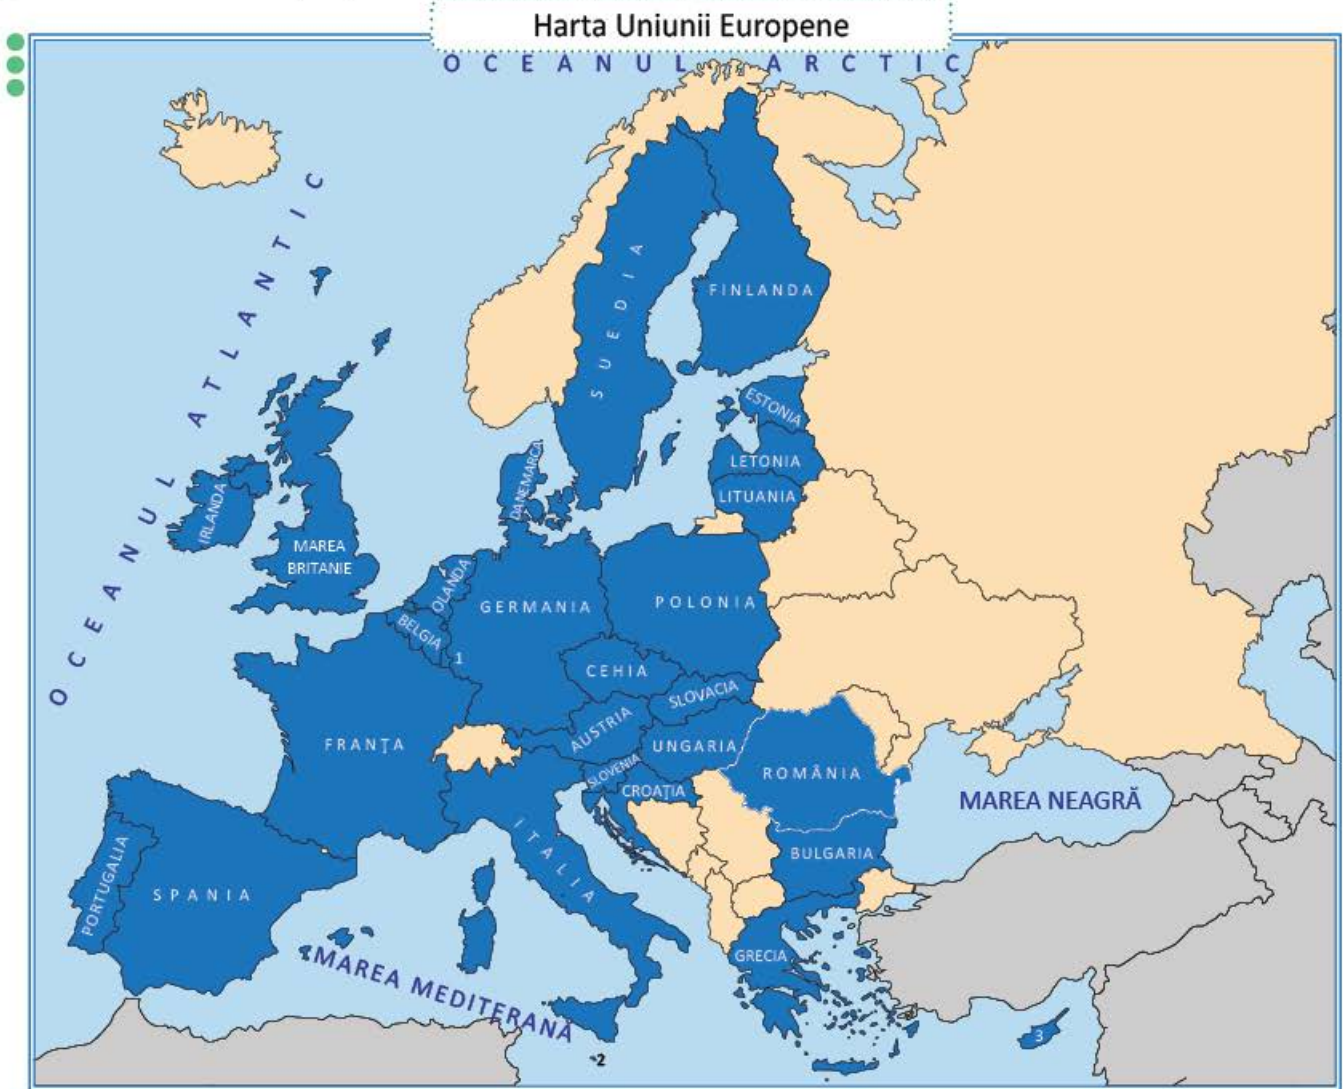 Harta Uniunii Europene
OCEANUL ARCTIC
OCEANUL ATLANTIC
SUEDIA
FINLANDA
ESTONIA
LETONIA
LITUANIA
DANEMARCA
IRLANDA
MAREA
BRITANIE
OLANDA
BELGIA
1
GERMANIA
POLONIA
CEHIA
SLOVACIA
AUSTRIA
UNGARIA
FRANŢA
SLOVENIA
CROAŢIA
ROMÂNIA
MAREA NEAGRĂ
ITALIA
BULGARIA
PORTUGALIA
SPANIA
GRECIA
MAREA MEDITERANĂ
2
3